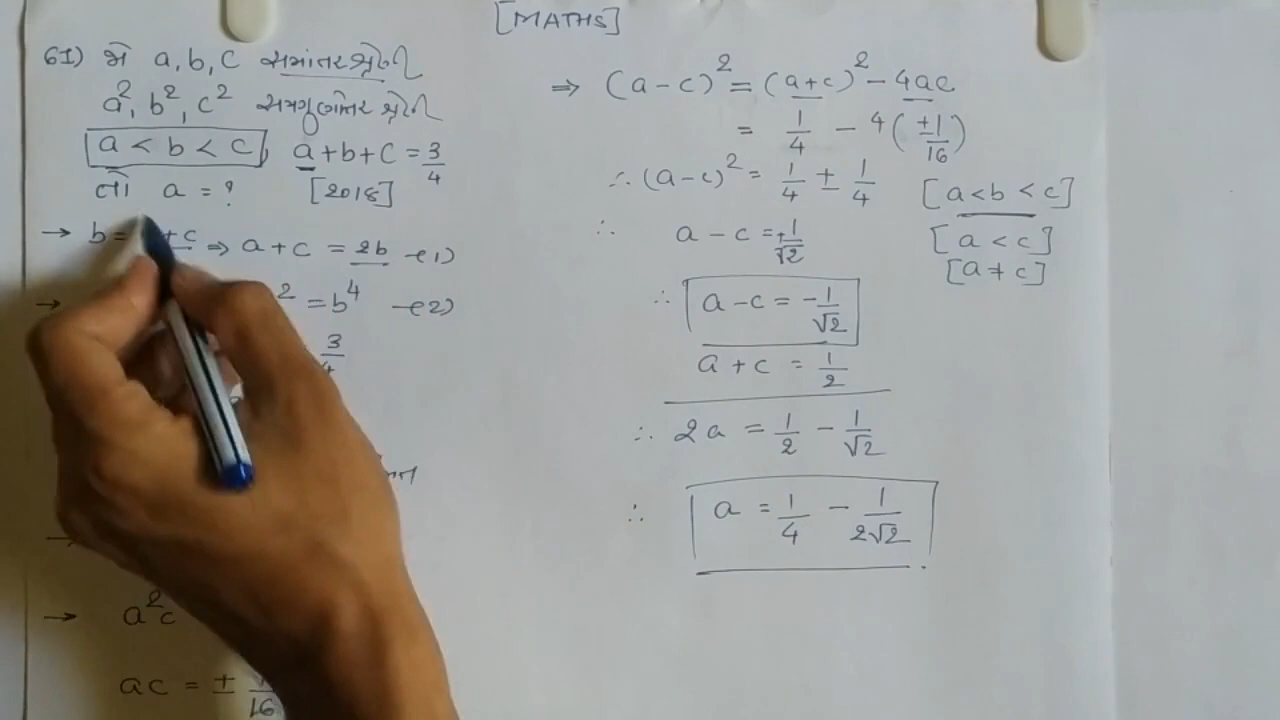 [MATHS]
61) જો a, b, c સમાંતર શ્રેણી
a², b², c² સમગુણોત્તર શ્રેણી
a < b < c, a+b+c = 3/4
તો a = ? [2018]
→ b = +c ⇒ a + c = 2b —(1)
→ ² = b⁴ —(2)
3
→
→ a²c
ac = ± 16
⇒ (a - c)² = (a+c)² - 4ac
= 1/4 - 4(±1/16)
∴ (a-c)² = 1/4 ± 1/4 [a < b < c]
∴ a - c = ±1/√2 [a < c]
[a ≠ c]
∴ a - c = -1/√2
a + c = 1/2
∴ 2a = 1/2 - 1/√2
∴ a = 1/4 - 1/2√2